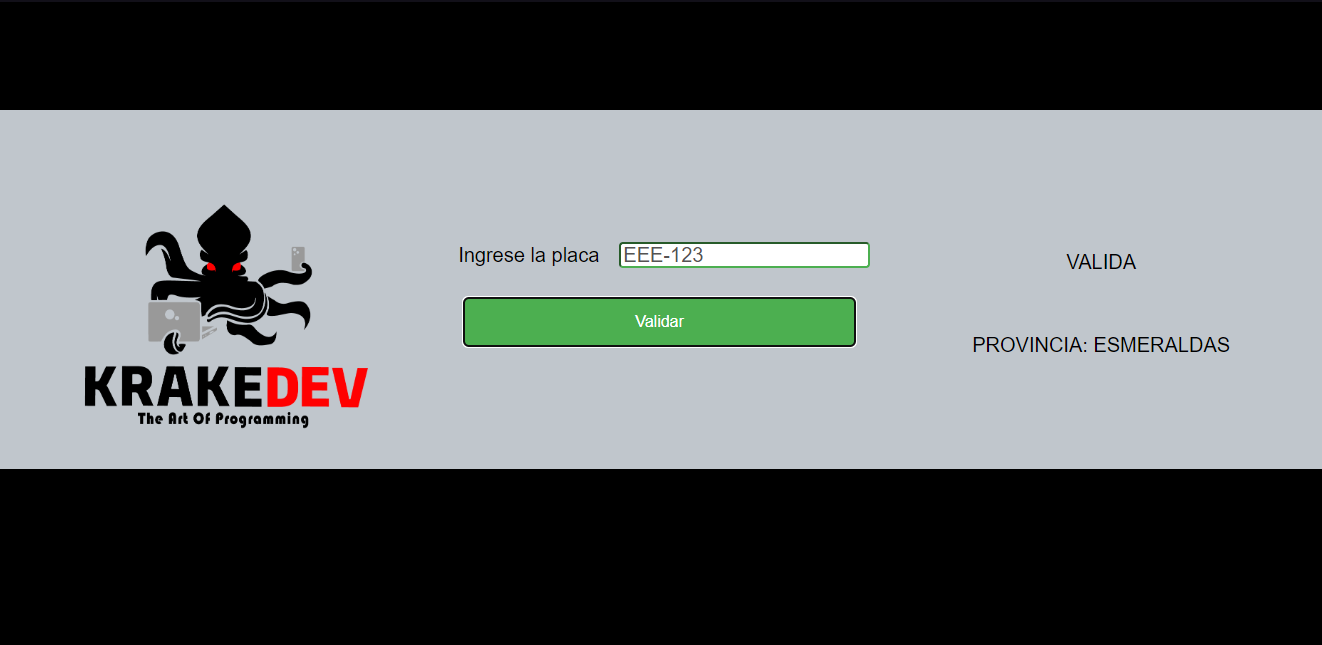 KRAKEDEV
The Art Of Programming
Ingrese la placa EEE-123
Validar
VALIDA
PROVINCIA: ESMERALDAS